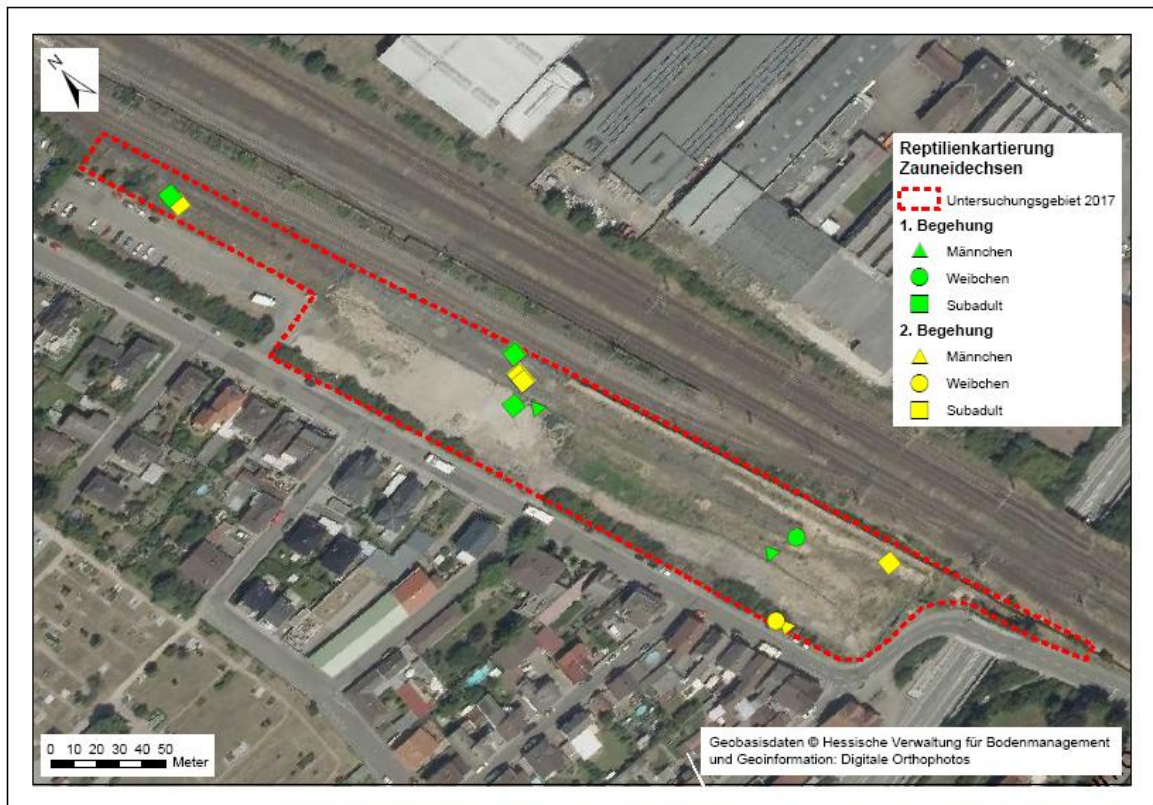 N
Reptilienkartierung
Zauneidechsen
Untersuchungsgebiet 2017
1. Begehung
Männchen
Weibchen
Subadult
2. Begehung
Männchen
Weibchen
Subadult
0 10 20 30 40 50
Meter
Geobasisdaten © Hessische Verwaltung für Bodenmanagement
und Geoinformation: Digitale Orthophotos